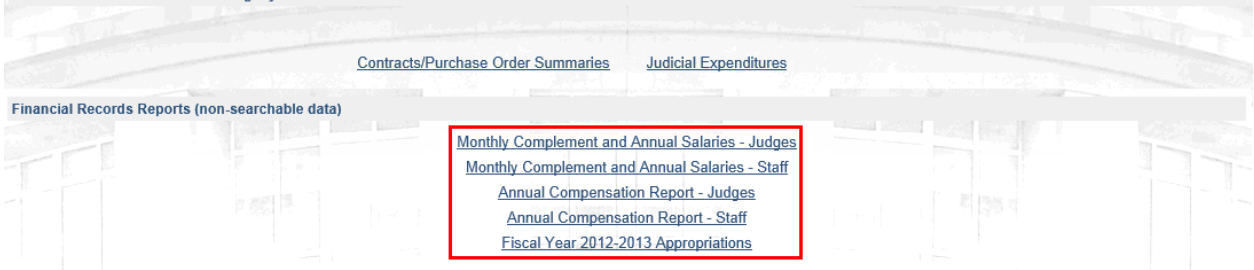 Contracts/Purchase Order Summaries Judicial Expenditures
Financial Records Reports (non-searchable data)
Monthly Complement and Annual Salaries - Judges
Monthly Complement and Annual Salaries - Staff
Annual Compensation Report - Judges
Annual Compensation Report - Staff
Fiscal Year 2012-2013 Appropriations